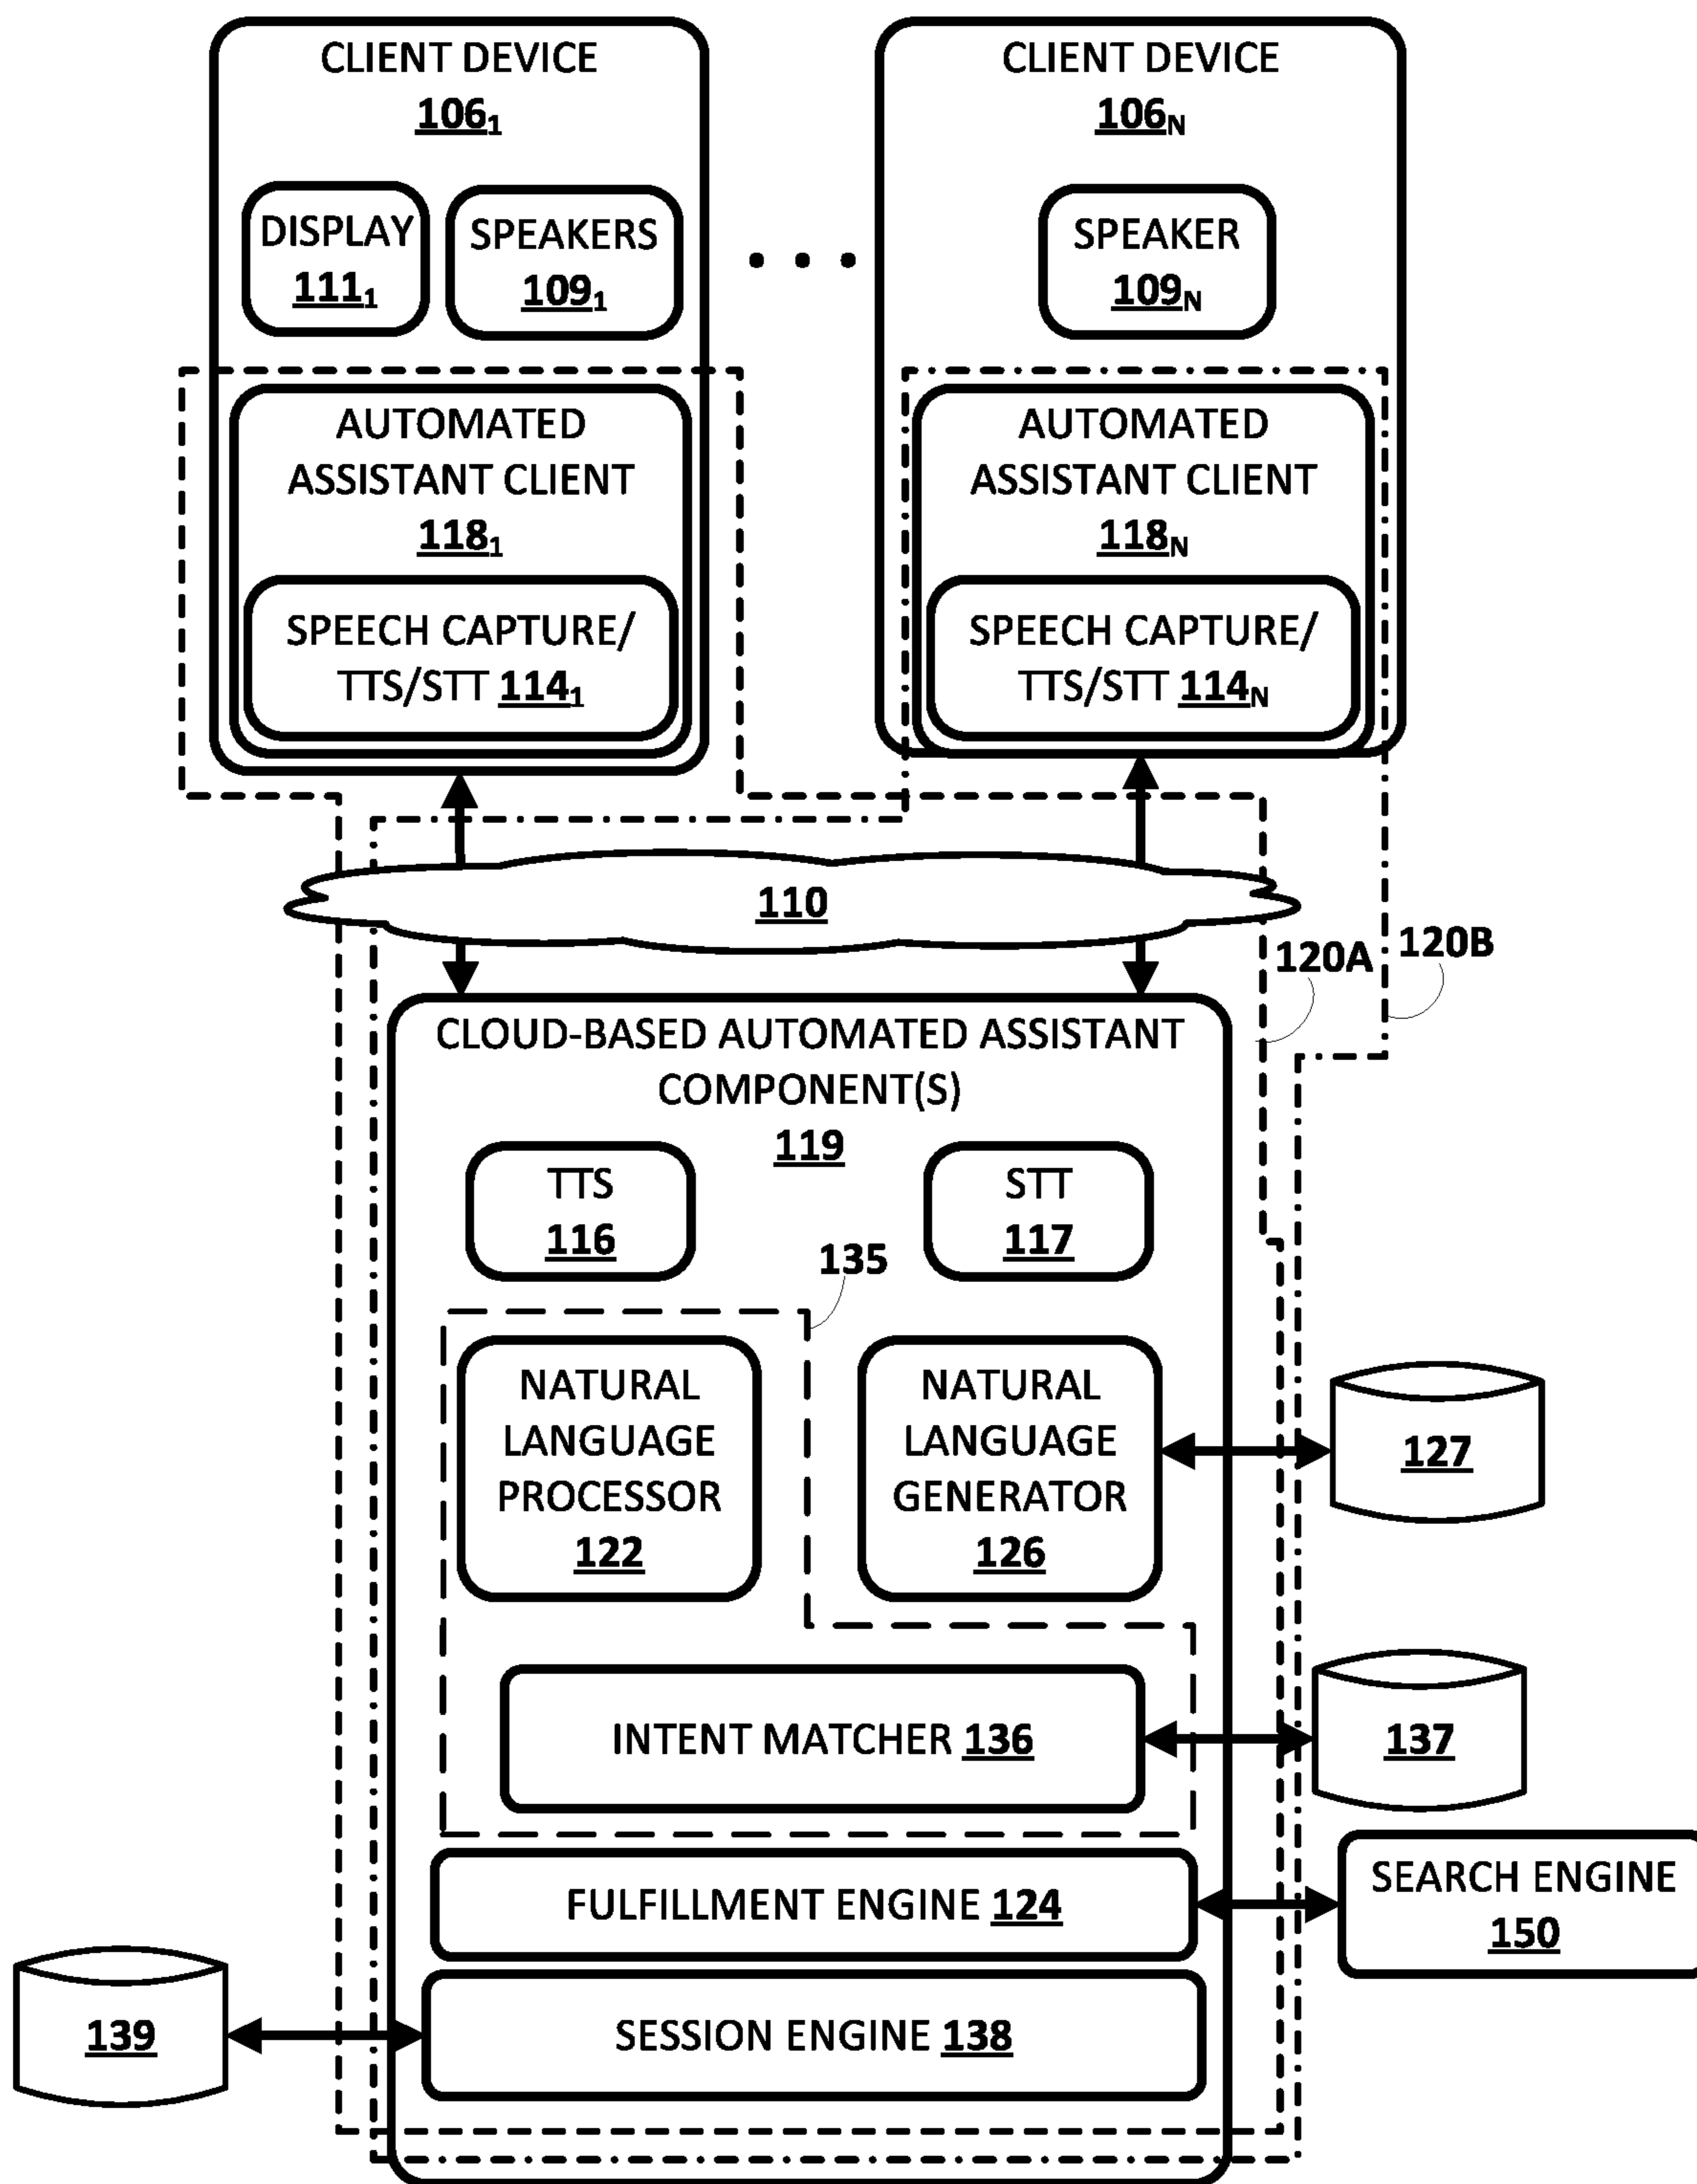 CLIENT DEVICE
106₁
DISPLAY
111₁
SPEAKERS
109₁
AUTOMATED
ASSISTANT CLIENT
118₁
SPEECH CAPTURE/
TTS/STT 114₁
CLIENT DEVICE
106N
SPEAKER
109N
AUTOMATED
ASSISTANT CLIENT
118N
SPEECH CAPTURE/
TTS/STT 114N
110
120A
120B
CLOUD-BASED AUTOMATED ASSISTANT
COMPONENT(S)
119
TTS
116
STT
117
135
NATURAL
LANGUAGE
PROCESSOR
122
NATURAL
LANGUAGE
GENERATOR
126
127
INTENT MATCHER 136
137
FULFILLMENT ENGINE 124
SEARCH ENGINE
150
SESSION ENGINE 138
139